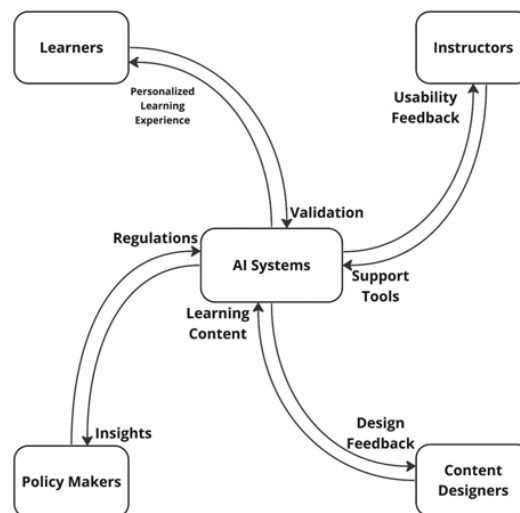 Learners
Instructors
Personalized
Learning
Experience
Usability
Feedback
Validation
Regulations
AI Systems
Support
Tools
Learning
Content
Design
Feedback
Insights
Policy Makers
Content
Designers